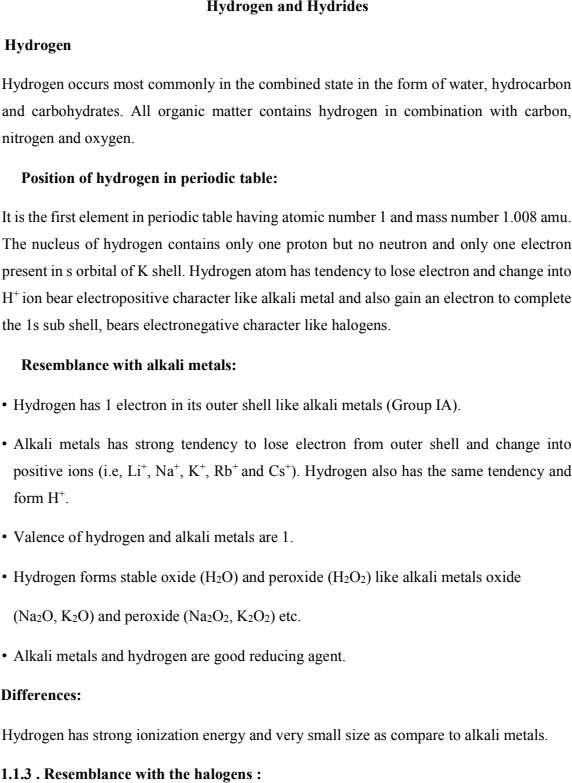 Hydrogen and Hydrides
Hydrogen
Hydrogen occurs most commonly in the combined state in the form of water, hydrocarbon
and carbohydrates. All organic matter contains hydrogen in combination with carbon,
nitrogen and oxygen.
Position of hydrogen in periodic table:
It is the first element in periodic table having atomic number 1 and mass number 1.008 amu.
The nucleus of hydrogen contains only one proton but no neutron and only one electron
present in s orbital of K shell. Hydrogen atom has tendency to lose electron and change into
H⁺ ion bear electropositive character like alkali metal and also gain an electron to complete
the 1s sub shell, bears electronegative character like halogens.
Resemblance with alkali metals:
• Hydrogen has 1 electron in its outer shell like alkali metals (Group IA).
• Alkali metals has strong tendency to lose electron from outer shell and change into
positive ions (i.e, Li⁺, Na⁺, K⁺, Rb⁺ and Cs⁺). Hydrogen also has the same tendency and
form H⁺.
• Valence of hydrogen and alkali metals are 1.
• Hydrogen forms stable oxide (H₂O) and peroxide (H₂O₂) like alkali metals oxide
(Na₂O, K₂O) and peroxide (Na₂O₂, K₂O₂) etc.
• Alkali metals and hydrogen are good reducing agent.
Differences:
Hydrogen has strong ionization energy and very small size as compare to alkali metals.
1.1.3 . Resemblance with the halogens :